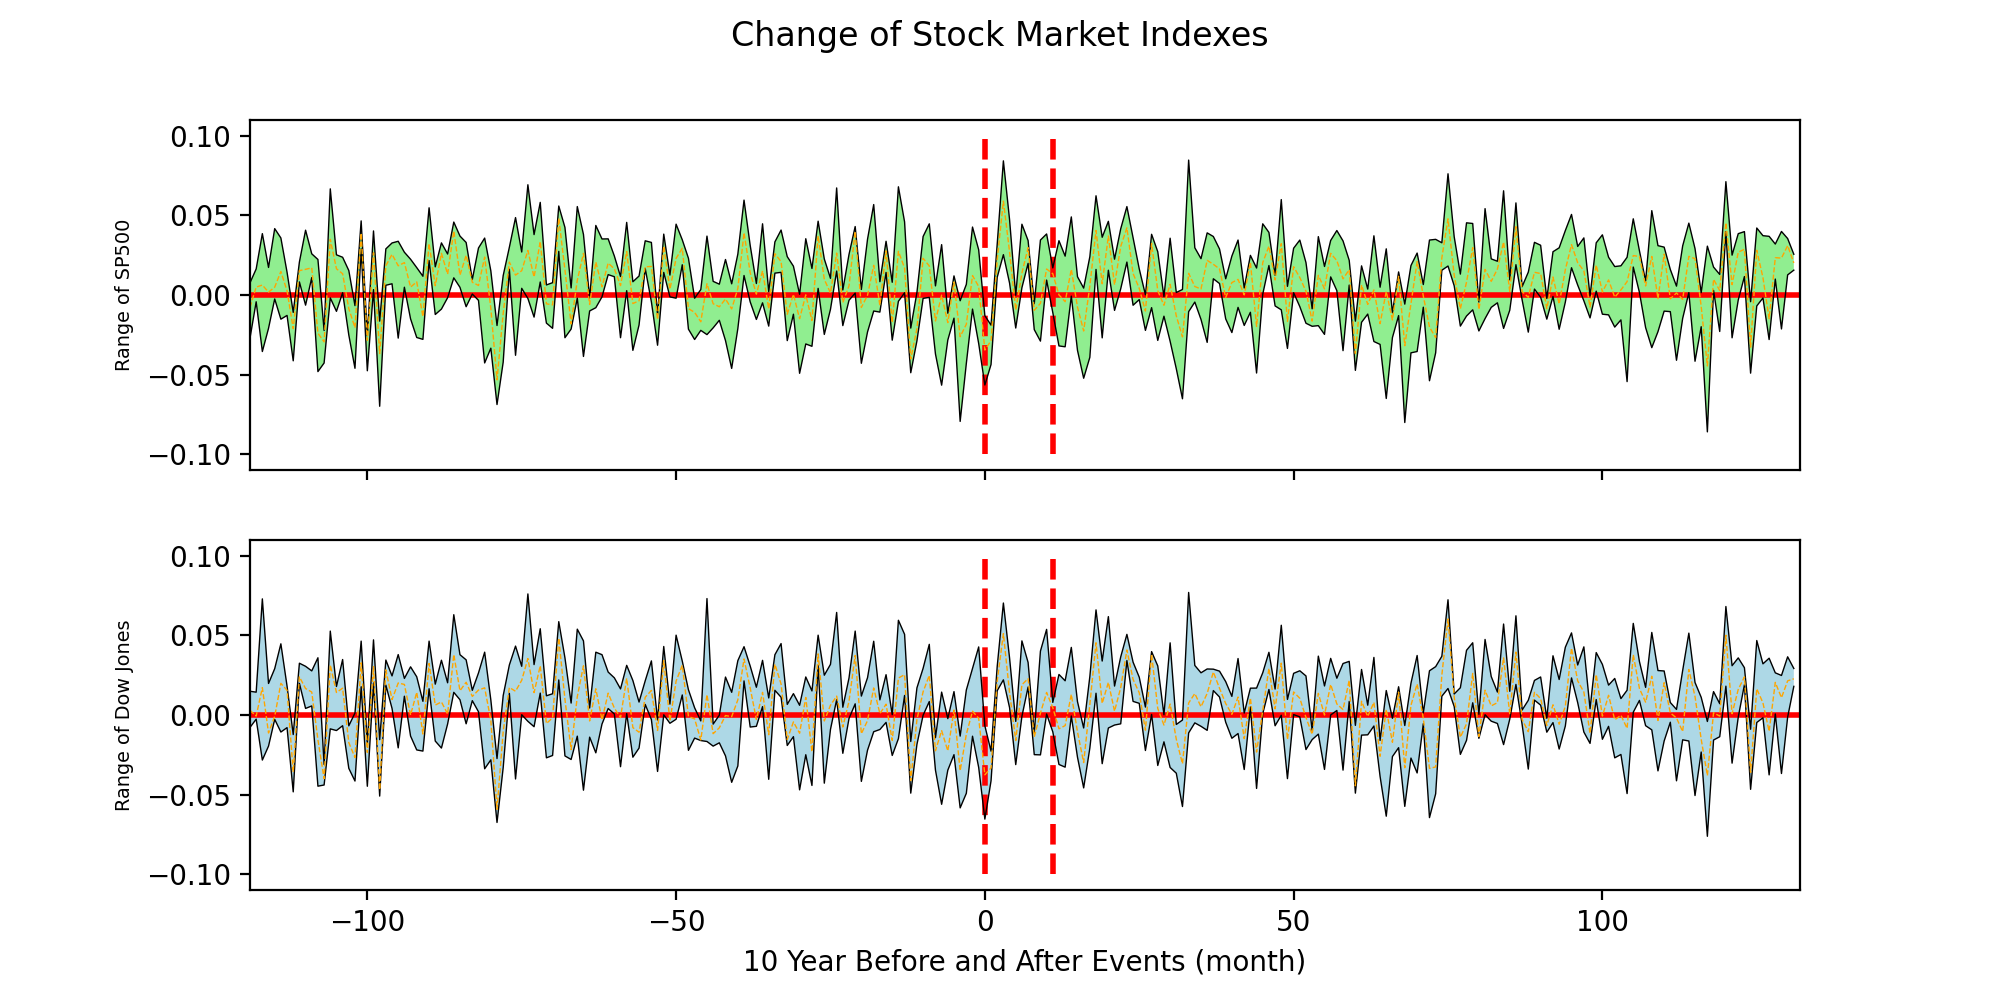 Change of Stock Market Indexes
0.10
0.05
0.00
−0.05
−0.10
Range of SP500
0.10
0.05
0.00
−0.05
−0.10
Range of Dow Jones
−100 −50 0 50 100
10 Year Before and After Events (month)